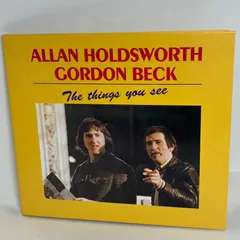 ALLAN HOLDSWORTH
GORDON BECK
The things you see